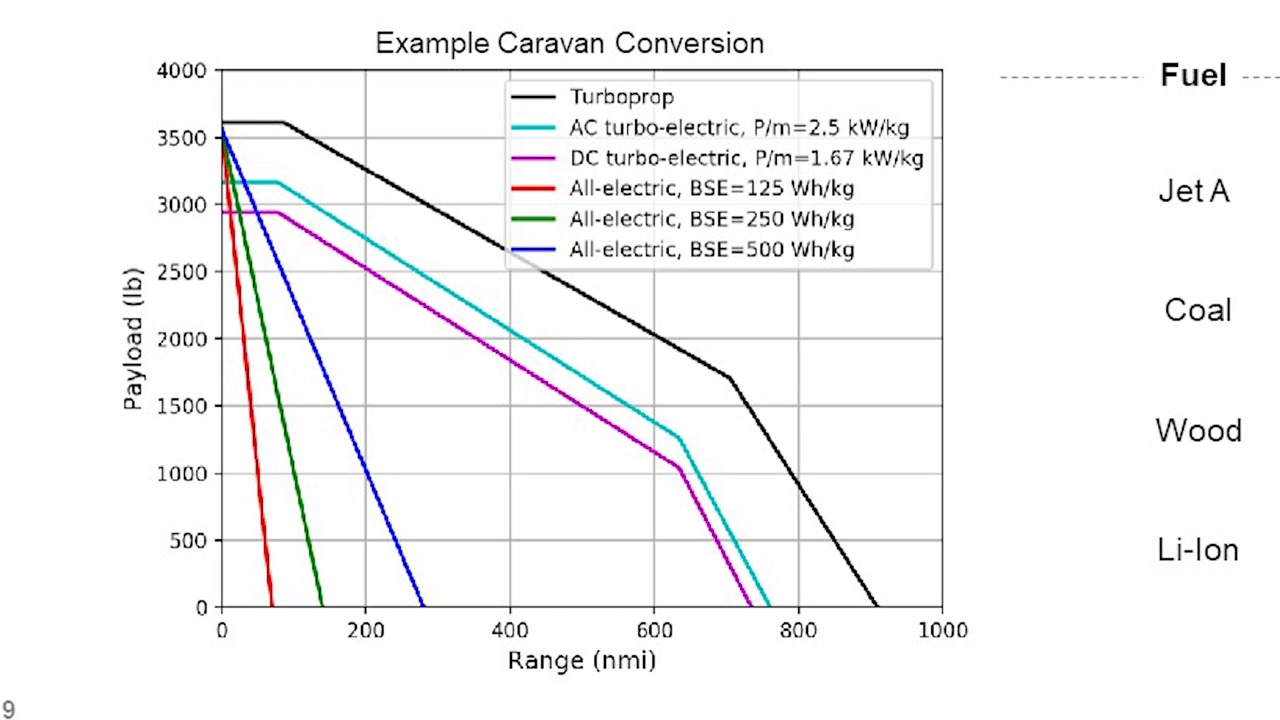 Example Caravan Conversion
4000
3500
3000
2500
2000
1500
1000
500
0
Payload (lb)
Turboprop
AC turbo-electric, P/m=2.5 kW/kg
DC turbo-electric, P/m=1.67 kW/kg
All-electric, BSE=125 Wh/kg
All-electric, BSE=250 Wh/kg
All-electric, BSE=500 Wh/kg
0 200 400 600 800 1000
Range (nmi)
Fuel
Jet A
Coal
Wood
Li-Ion
9